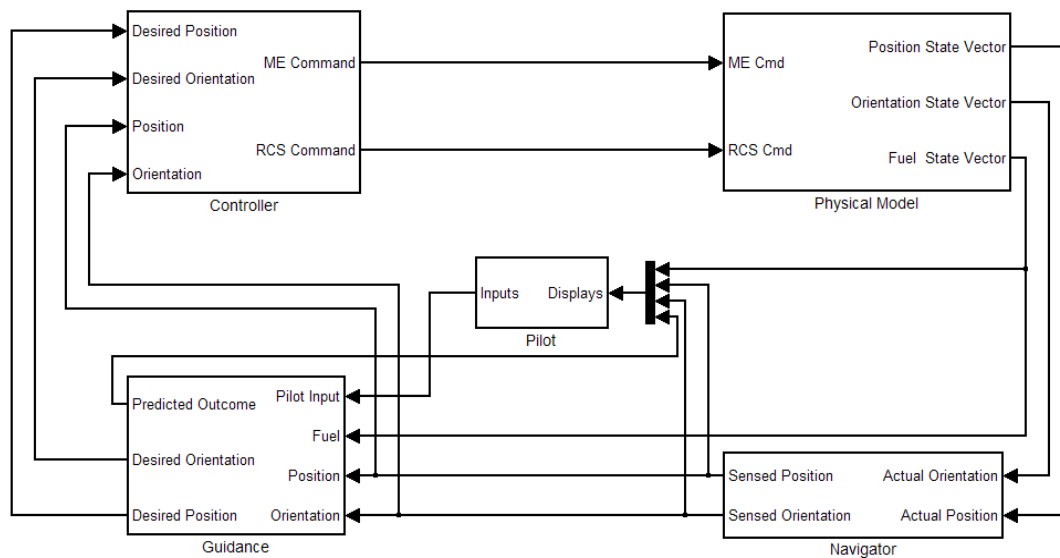 Desired Position
Desired Orientation
Position
Orientation
ME Command
RCS Command
Controller
ME Cmd
RCS Cmd
Position State Vector
Orientation State Vector
Fuel State Vector
Physical Model
Inputs
Displays
Pilot
Predicted Outcome
Desired Orientation
Desired Position
Pilot Input
Fuel
Position
Orientation
Guidance
Sensed Position
Sensed Orientation
Actual Orientation
Actual Position
Navigator